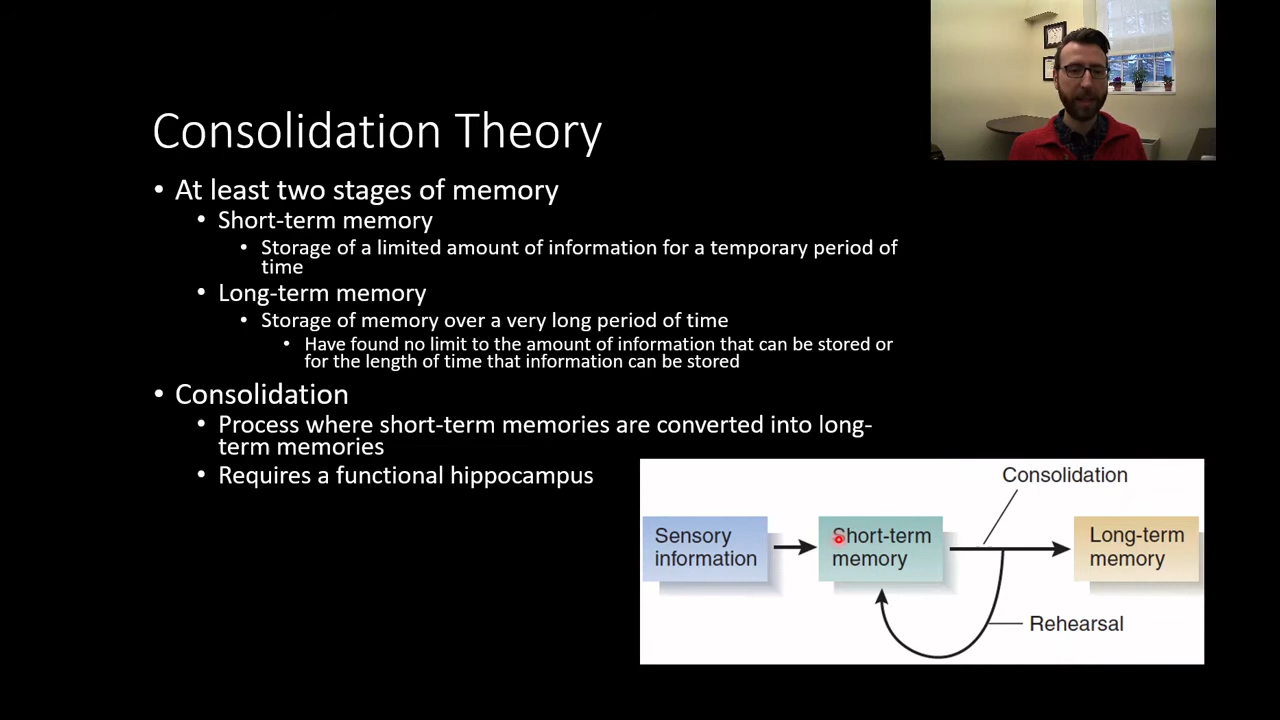 Consolidation Theory
• At least two stages of memory
• Short-term memory
• Storage of a limited amount of information for a temporary period of
time
• Long-term memory
• Storage of memory over a very long period of time
• Have found no limit to the amount of information that can be stored or
for the length of time that information can be stored
• Consolidation
• Process where short-term memories are converted into long-
term memories
• Requires a functional hippocampus
Consolidation
Sensory
information
Short-term
memory
Long-term
memory
Rehearsal